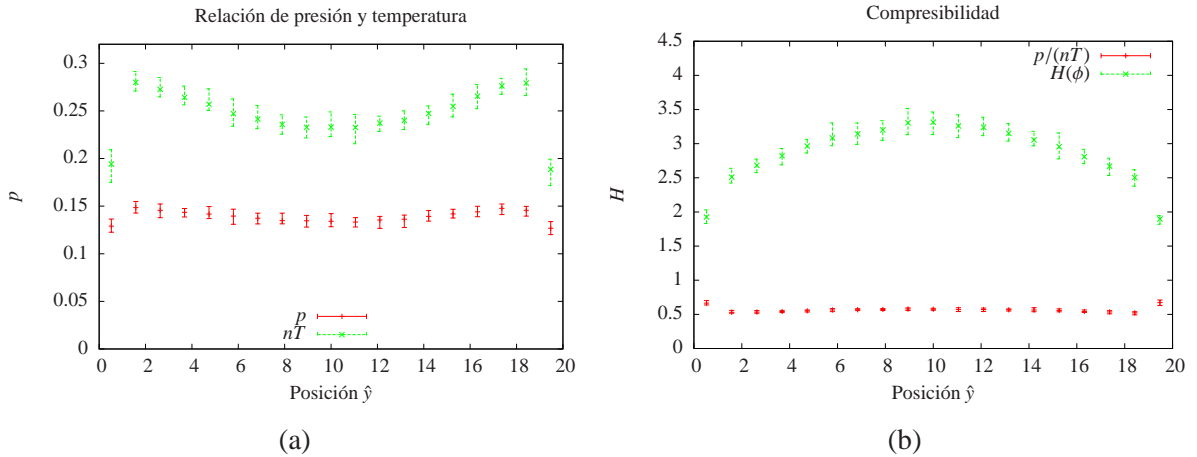 Relación de presión y temperatura
p
0.3
0.25
0.2
0.15
0.1
0.05
0
p
nT
0 2 4 6 8 10 12 14 16 18 20
Posición ŷ
(a)
Compresibilidad
H
4.5
4
3.5
3
2.5
2
1.5
1
0.5
0
p/(nT)
H(ϕ)
0 2 4 6 8 10 12 14 16 18 20
Posición ŷ
(b)